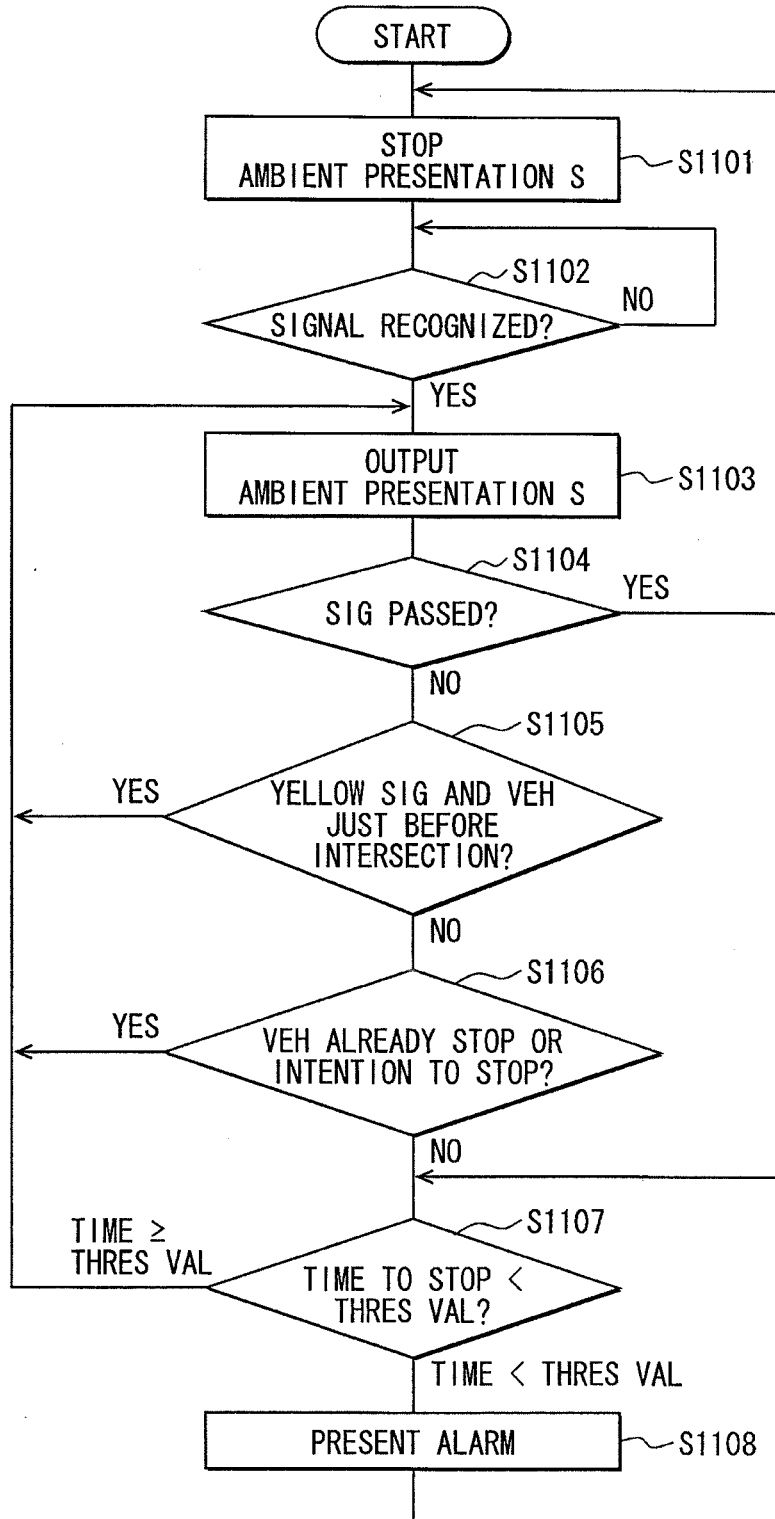 START
STOP
AMBIENT PRESENTATION S
S1101
S1102
SIGNAL RECOGNIZED?
NO
YES
OUTPUT
AMBIENT PRESENTATION S
S1103
S1104
SIG PASSED?
YES
NO
S1105
YES
YELLOW SIG AND VEH
JUST BEFORE
INTERSECTION?
NO
S1106
YES
VEH ALREADY STOP OR
INTENTION TO STOP?
NO
S1107
TIME ≥
THRES VAL
TIME TO STOP <
THRES VAL?
TIME < THRES VAL
PRESENT ALARM
S1108